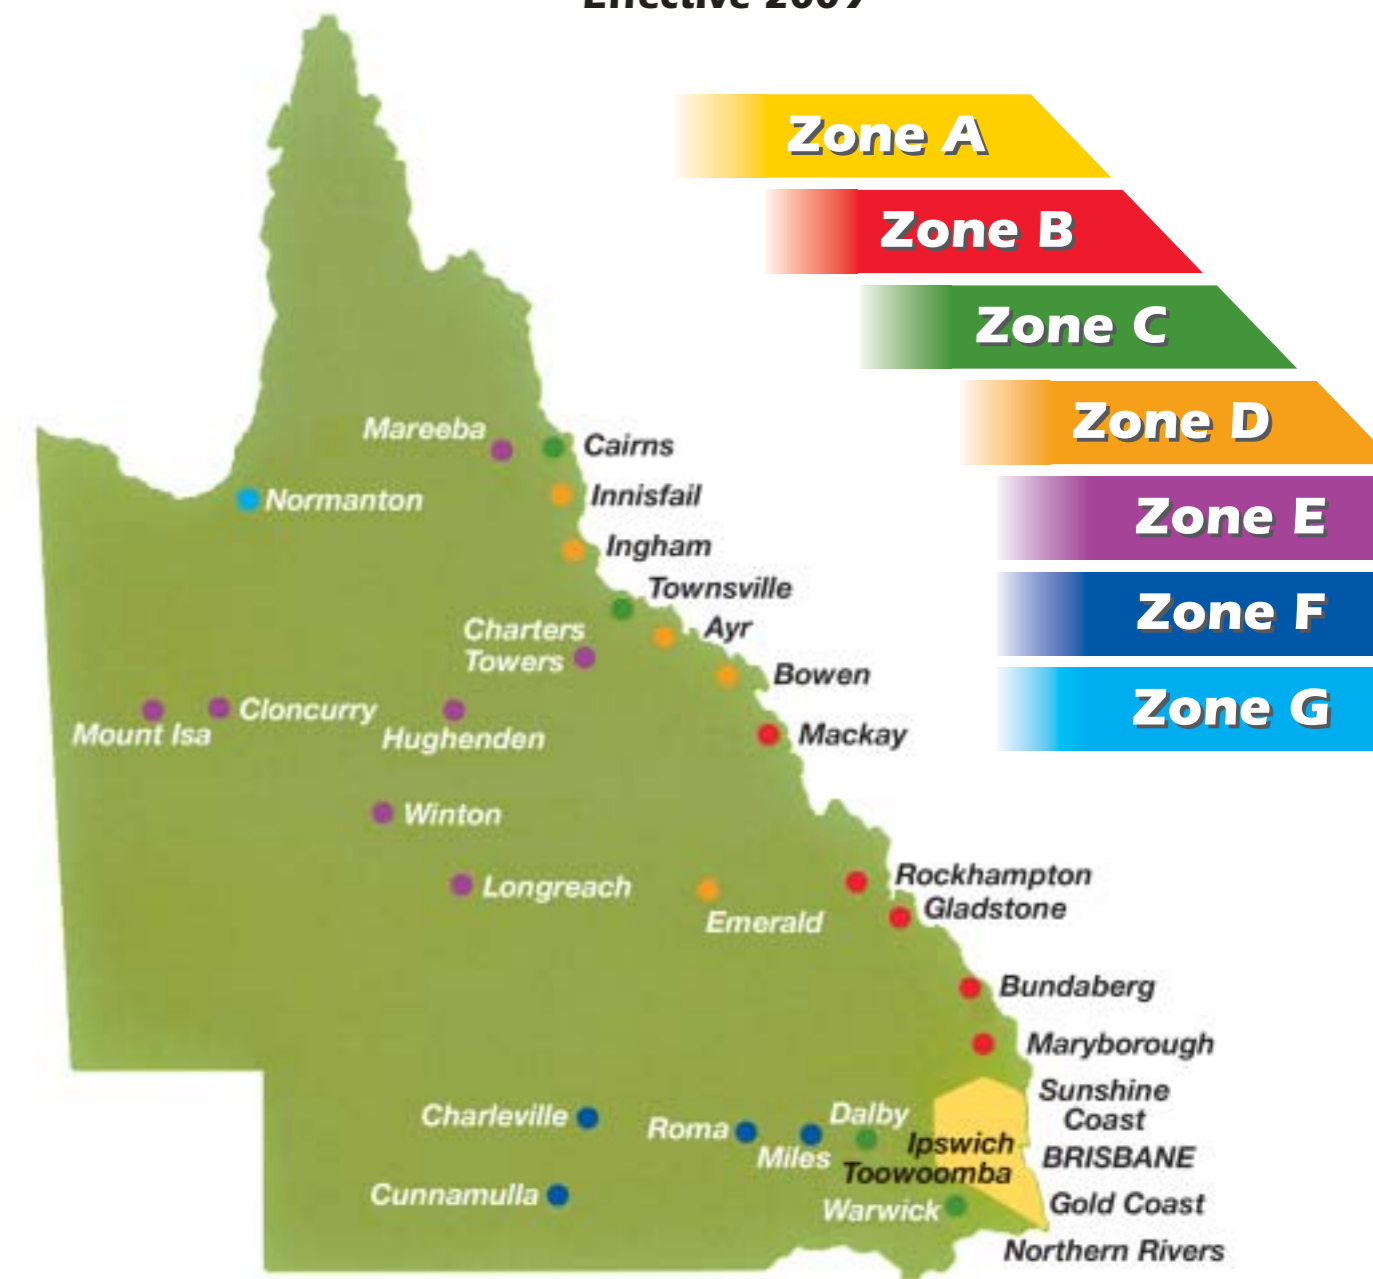 Effective 2009
Zone A
Zone B
Zone C
Zone D
Zone E
Zone F
Zone G
Mareeba
Cairns
Normanton
Innisfail
Ingham
Townsville
Charters
Towers
Ayr
Bowen
Mount Isa
Cloncurry
Hughenden
Mackay
Winton
Longreach
Emerald
Rockhampton
Gladstone
Bundaberg
Maryborough
Sunshine
Coast
Charleville
Roma
Miles
Dalby
Ipswich
Toowoomba
BRISBANE
Cunnamulla
Warwick
Gold Coast
Northern Rivers